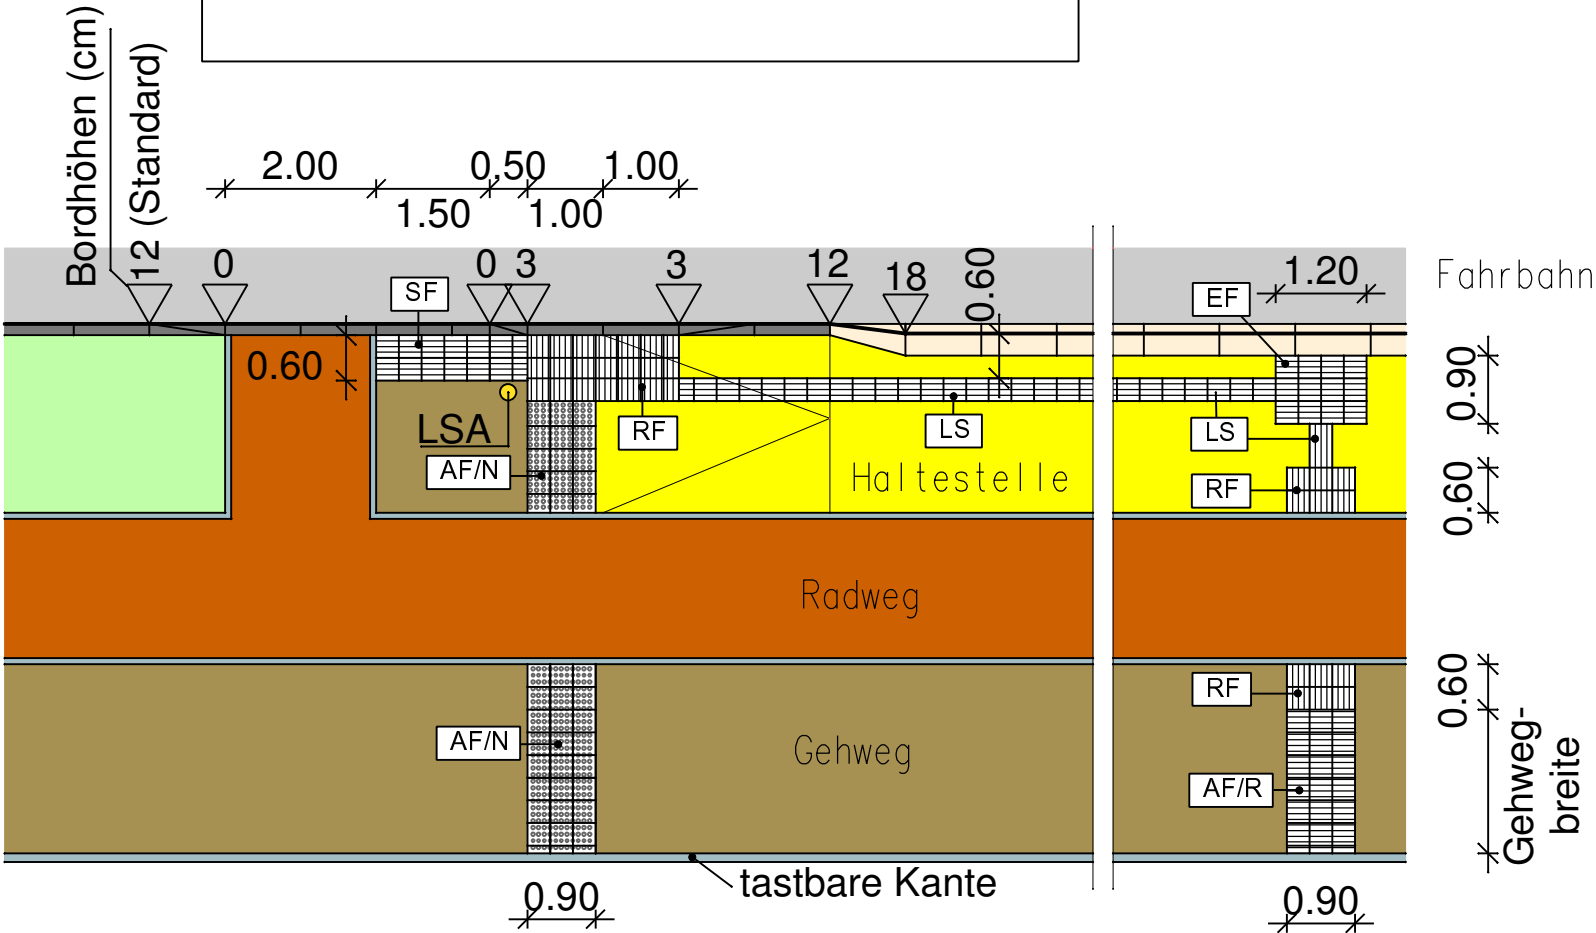 Bordhöhen (cm)
12 (Standard)
2.00
0,50
1.00
1.50
1.00
0
0
3
3
12
18
0.60
1.20
Fahrbahn
SF
EF
0.60
0.90
LSA
RF
LS
LS
AF/N
Haltestelle
RF
0.60
Radweg
RF
0.60
AF/N
Gehweg
AF/R
Gehweg-
breite
tastbare Kante
0.90
0.90